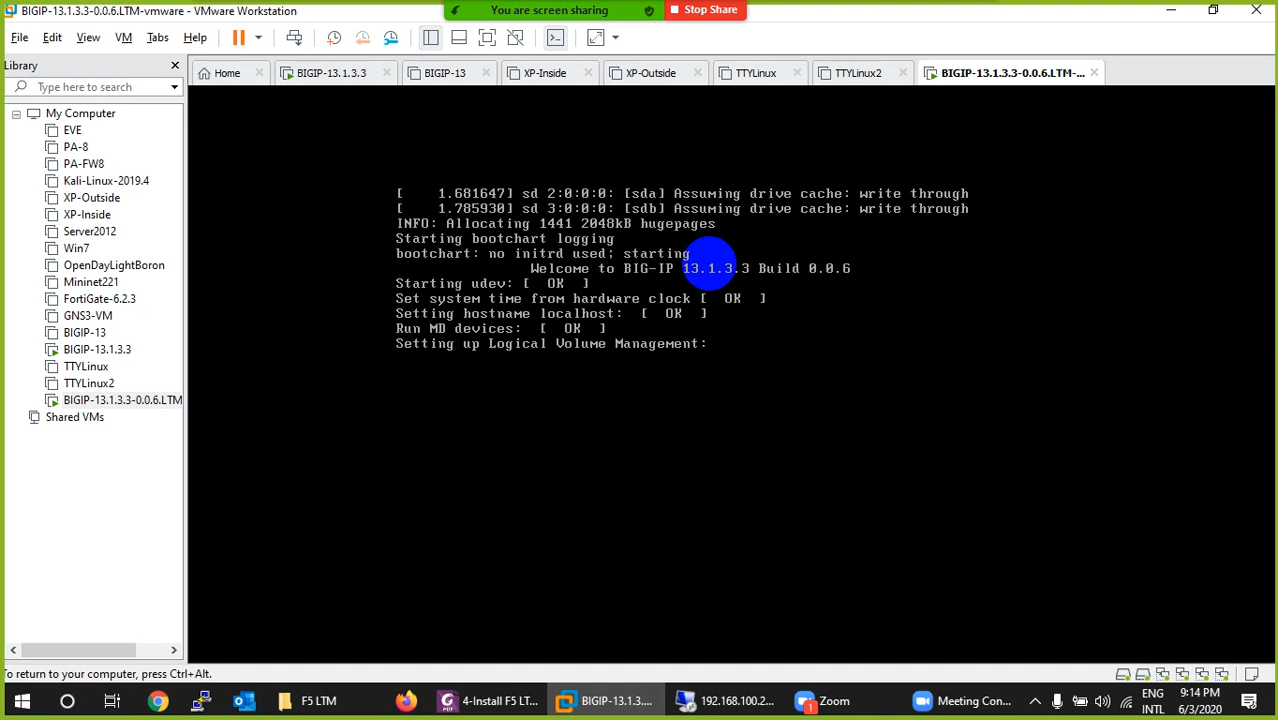 BIGIP-13.1.3.3-0.0.6.LTM-vmware - VMware Workstation
You are screen sharing
Stop Share
File Edit View VM Tabs Help
Library
Type here to search
Home
BIGIP-13.1.3.3
BIGIP-13
XP-Inside
XP-Outside
TTYLinux
TTYLinux2
BIGIP-13.1.3.3-0.0.6.LTM-...
My Computer
EVE
PA-8
PA-FW8
Kali-Linux-2019.4
XP-Outside
XP-Inside
Server2012
Win7
OpenDayLightBoron
Mininet221
FortiGate-6.2.3
GNS3-VM
BIGIP-13
BIGIP-13.1.3.3
TTYLinux
TTYLinux2
BIGIP-13.1.3.3-0.0.6.LTM
Shared VMs
[    1.681647] sd 2:0:0:0: [sda] Assuming drive cache: write through
[    1.785930] sd 3:0:0:0: [sdb] Assuming drive cache: write through
INFO: Allocating 1441 2048kB hugepages
Starting bootchart logging
bootchart: no initrd used; starting
Welcome to BIG-IP 13.1.3.3 Build 0.0.6
Starting udev: [  OK  ]
Set system time from hardware clock [  OK  ]
Setting hostname localhost:  [  OK  ]
Run MD devices:  [  OK  ]
Setting up Logical Volume Management:
To return to your computer, press Ctrl+Alt.
F5 LTM
4-Install F5 LT...
BIGIP-13.1.3....
192.168.100.2...
Zoom
1
Meeting Con...
ENG
INTL
9:14 PM
6/3/2020